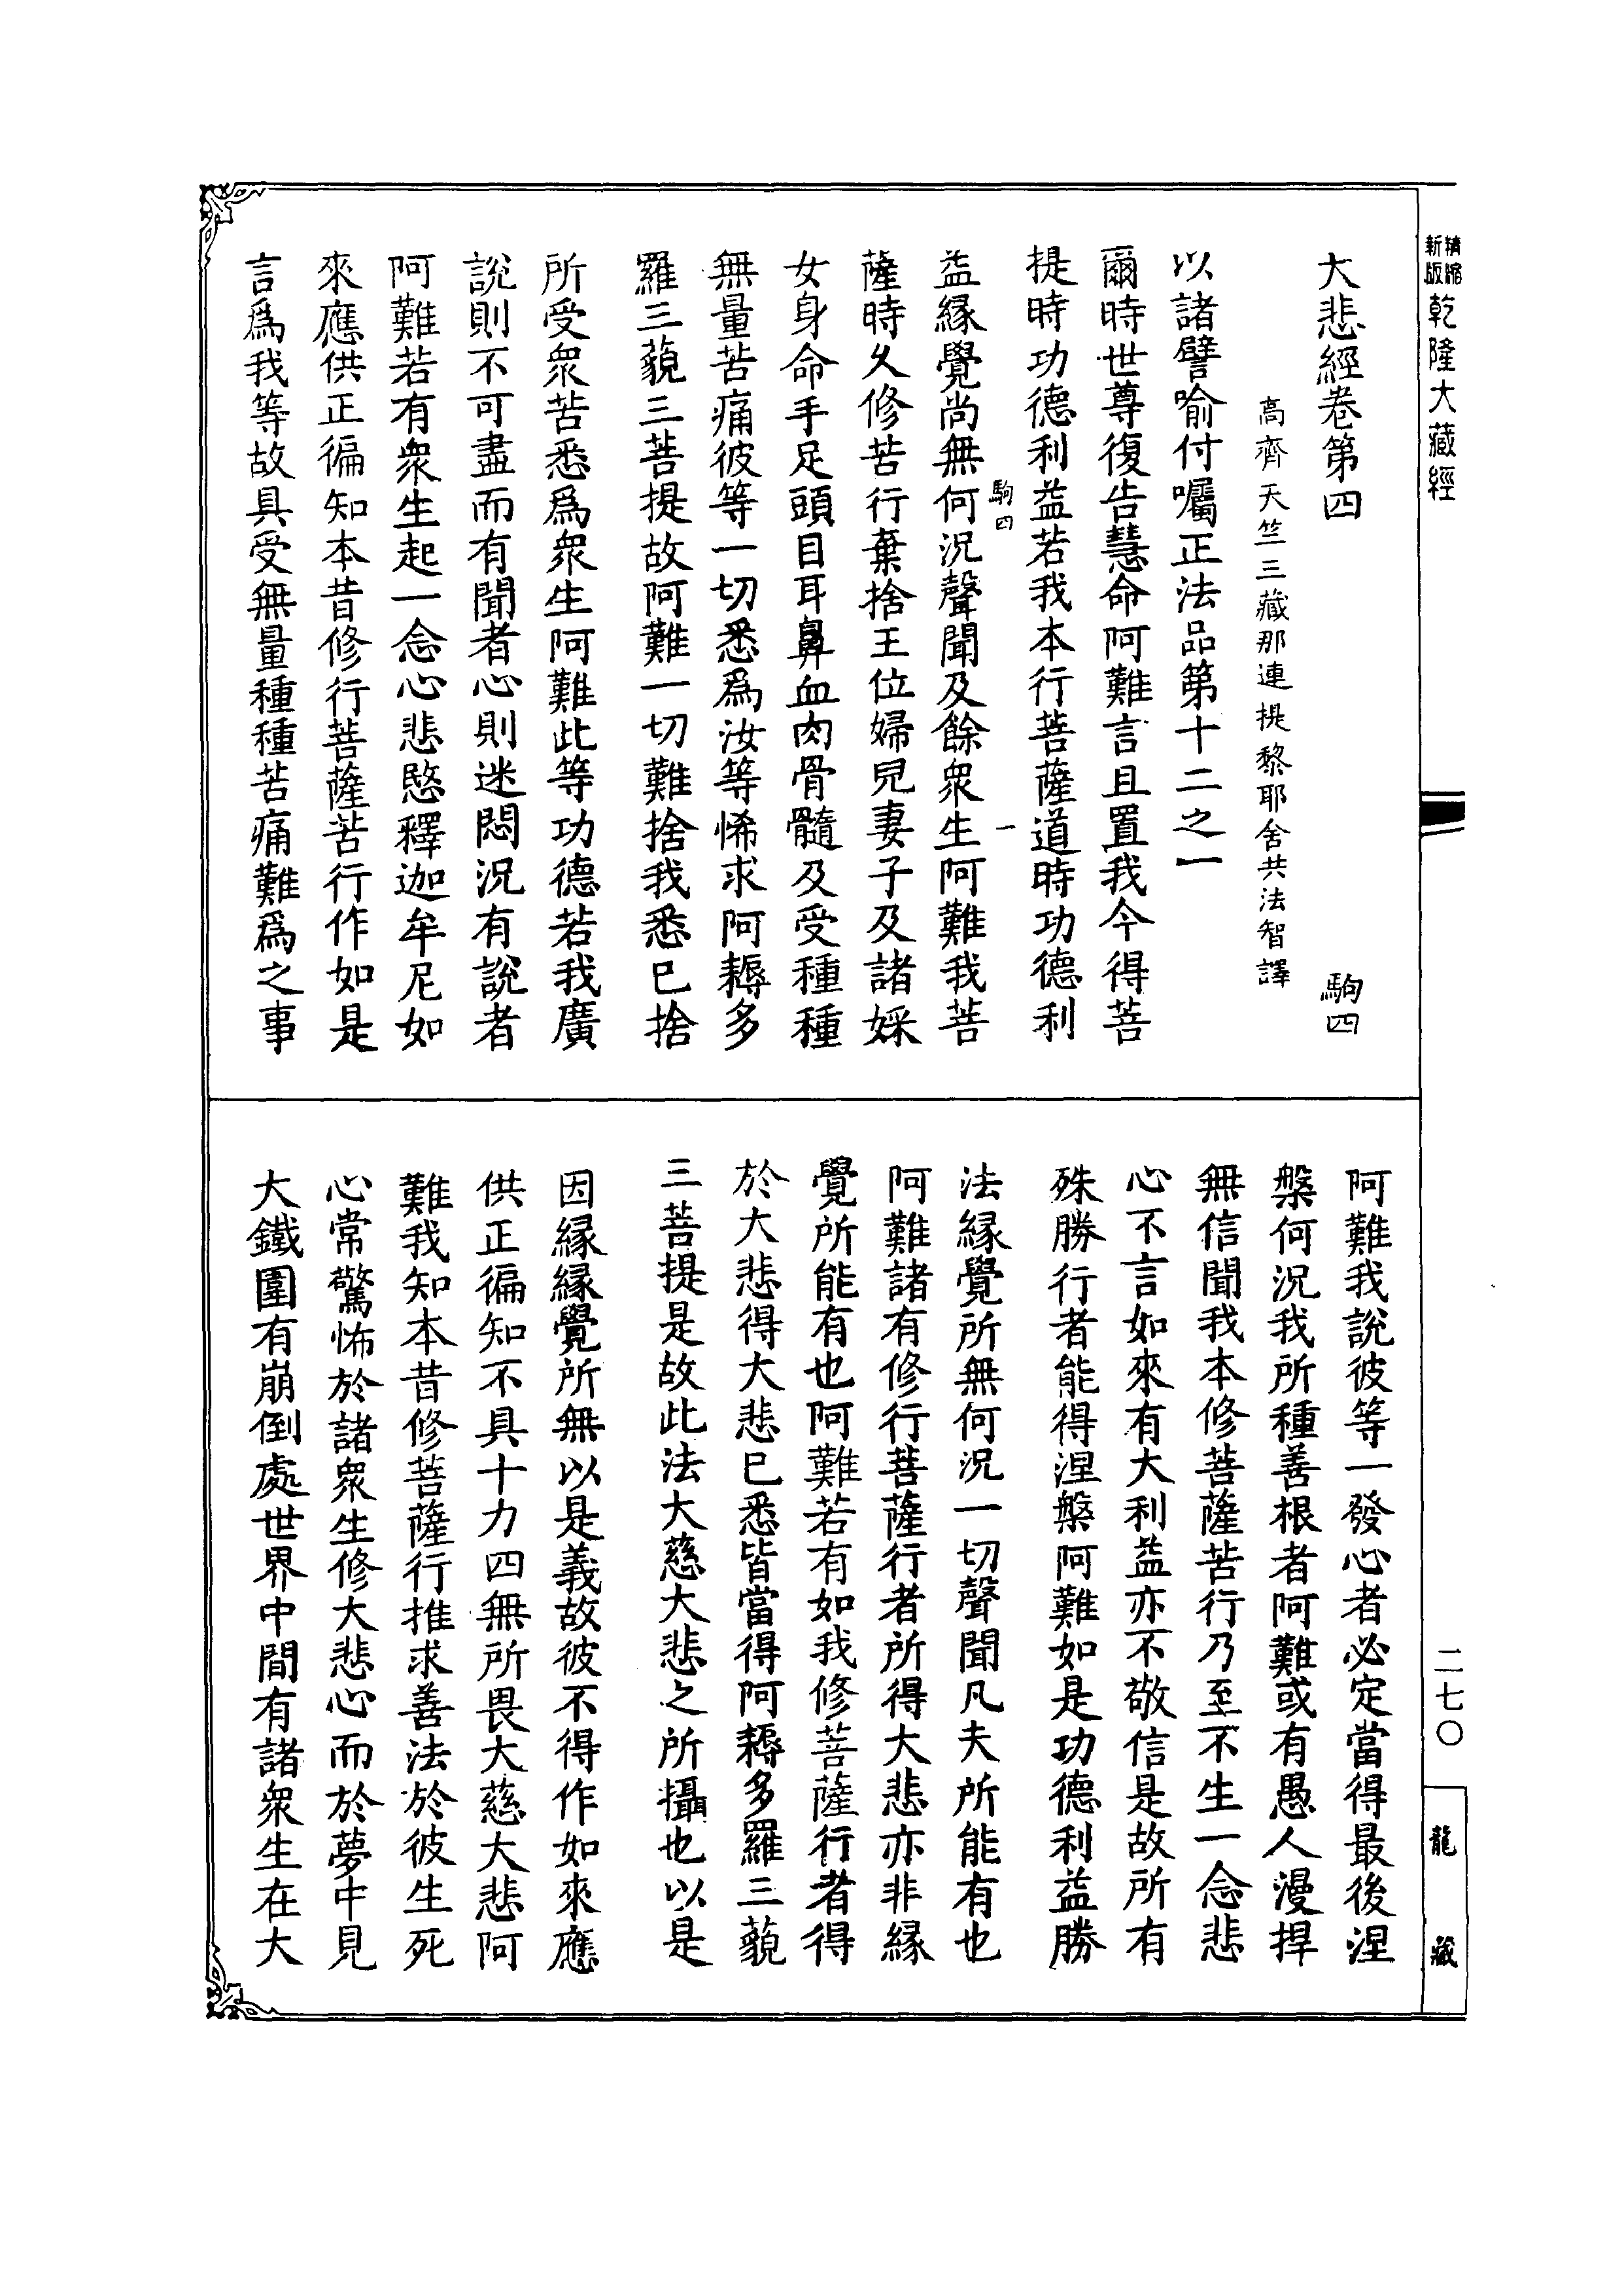 精縮新版乾隆大藏經
二七〇
龍藏
大悲經卷第四 駒四
高齊天竺三藏那連提黎耶舍共法智譯
以諸譬喻付囑正法品第十二之一
爾時世尊復告慧命阿難言且置我今得菩
提時功德利益若我本行菩薩道時功德利
駒四 一
益緣覺尚無何況聲聞及餘衆生阿難我菩
薩時久修苦行棄捨王位婦兒妻子及諸婇
女身命手足頭目耳鼻血肉骨髓及受種種
無量苦痛彼等一切悉爲汝等悕求阿耨多
羅三藐三菩提故阿難一切難捨我悉已捨
所受衆苦悉爲衆生阿難此等功德若我廣
說則不可盡而有聞者心則迷悶況有說者
阿難若有衆生起一念心悲愍釋迦牟尼如
來應供正徧知本昔修行菩薩苦行作如是
言爲我等故具受無量種種苦痛難爲之事
阿難我說彼等一發心者必定當得最後涅
槃何況我所種善根者阿難或有愚人漫捍
無信聞我本修菩薩苦行乃至不生一念悲
心不言如來有大利益亦不敬信是故所有
殊勝行者能得涅槃阿難如是功德利益勝
法緣覺所無何況一切聲聞凡夫所能有也
阿難諸有修行菩薩行者所得大悲亦非緣
覺所能有也阿難若有如我修菩薩行者得
於大悲得大悲已悉皆當得阿耨多羅三藐
三菩提是故此法大慈大悲之所攝也以是
因緣緣覺所無以是義故彼不得作如來應
供正徧知不具十力四無所畏大慈大悲阿
難我知本昔修菩薩行推求善法於彼生死
心常驚怖於諸衆生修大悲心而於夢中見
大鐵圍有崩倒處世界中間有諸衆生在大